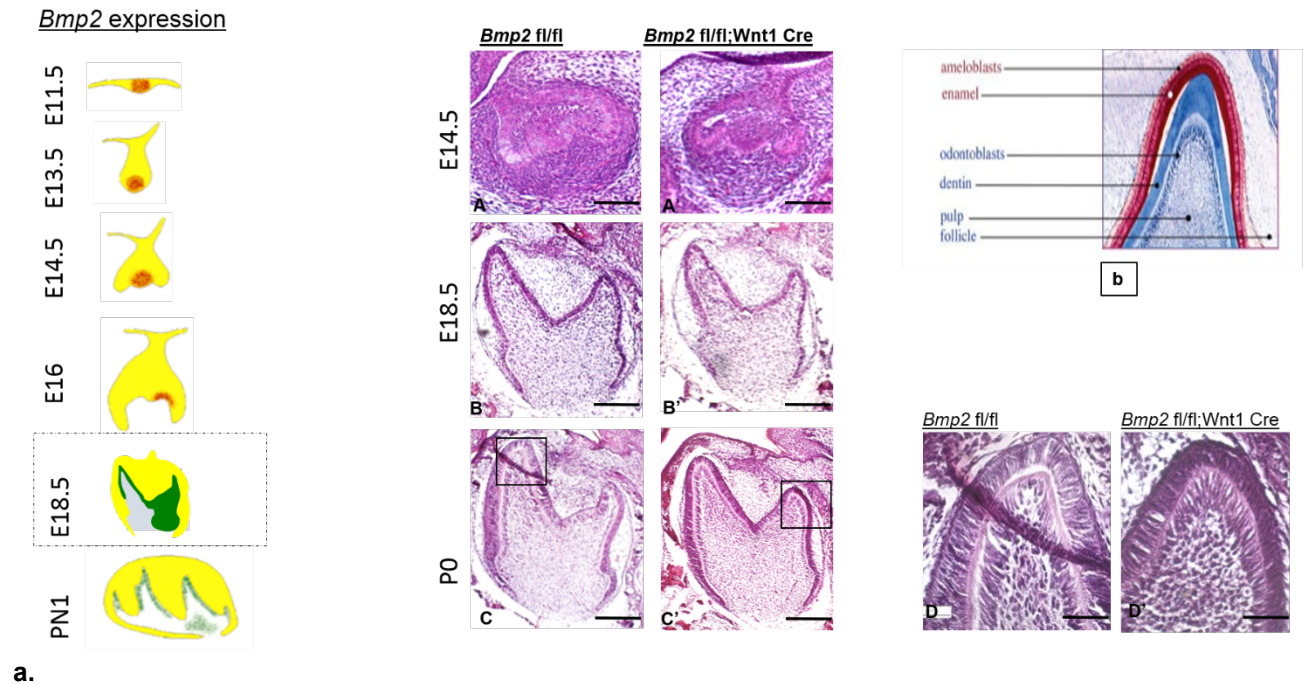 Bmp2 expression
E11.5
E13.5
E14.5
E16
E18.5
PN1
a.
Bmp2 fl/fl
Bmp2 fl/fl;Wnt1 Cre
E14.5
A
A'
E18.5
B
B'
P0
C
C'
ameloblasts
enamel
odontoblasts
dentin
pulp
follicle
b
Bmp2 fl/fl
Bmp2 fl/fl;Wnt1 Cre
D
D'